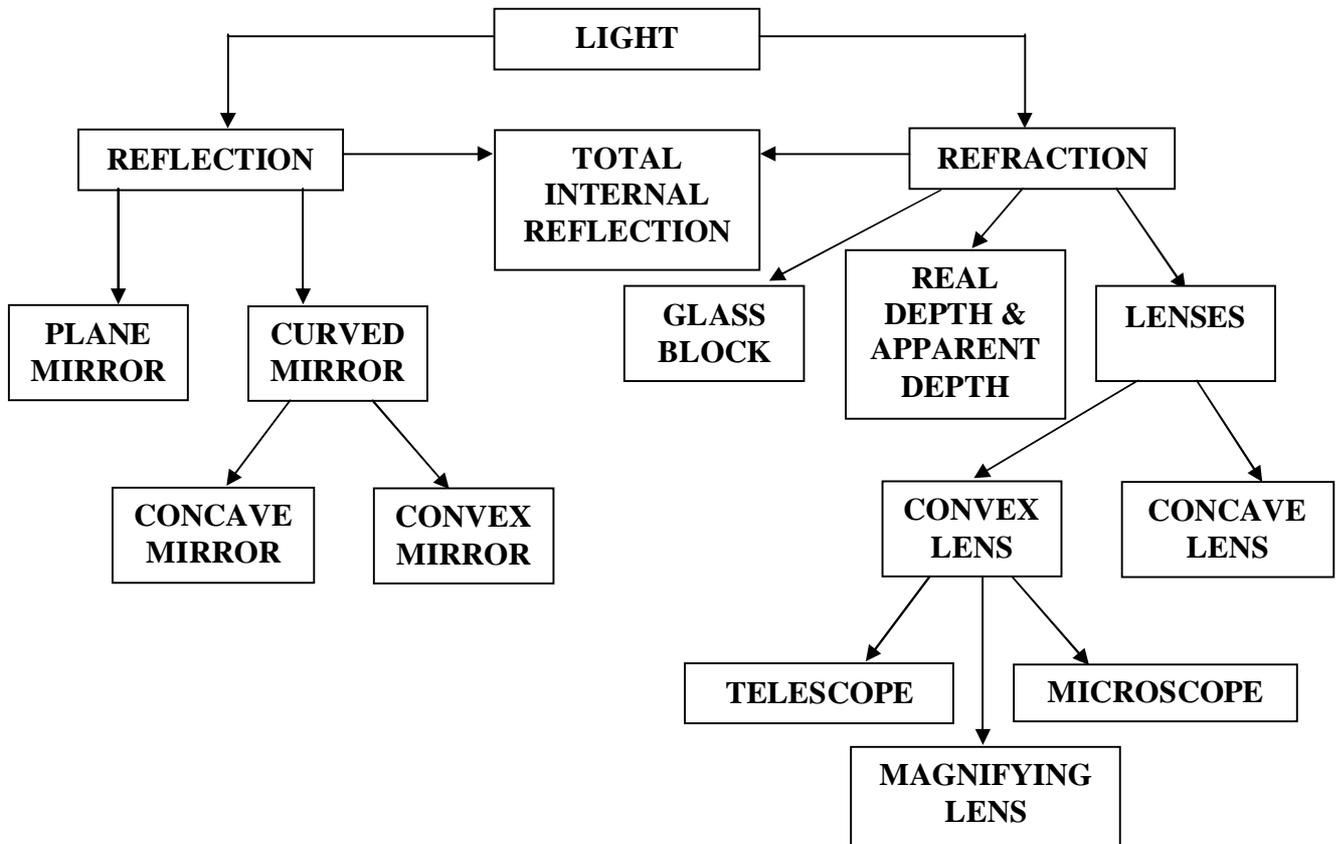 LIGHT
REFLECTION
TOTAL
INTERNAL
REFLECTION
REFRACTION
PLANE
MIRROR
CURVED
MIRROR
GLASS
BLOCK
REAL
DEPTH &
APPARENT
DEPTH
LENSES
CONCAVE
MIRROR
CONVEX
MIRROR
CONVEX
LENS
CONCAVE
LENS
TELESCOPE
MICROSCOPE
MAGNIFYING
LENS